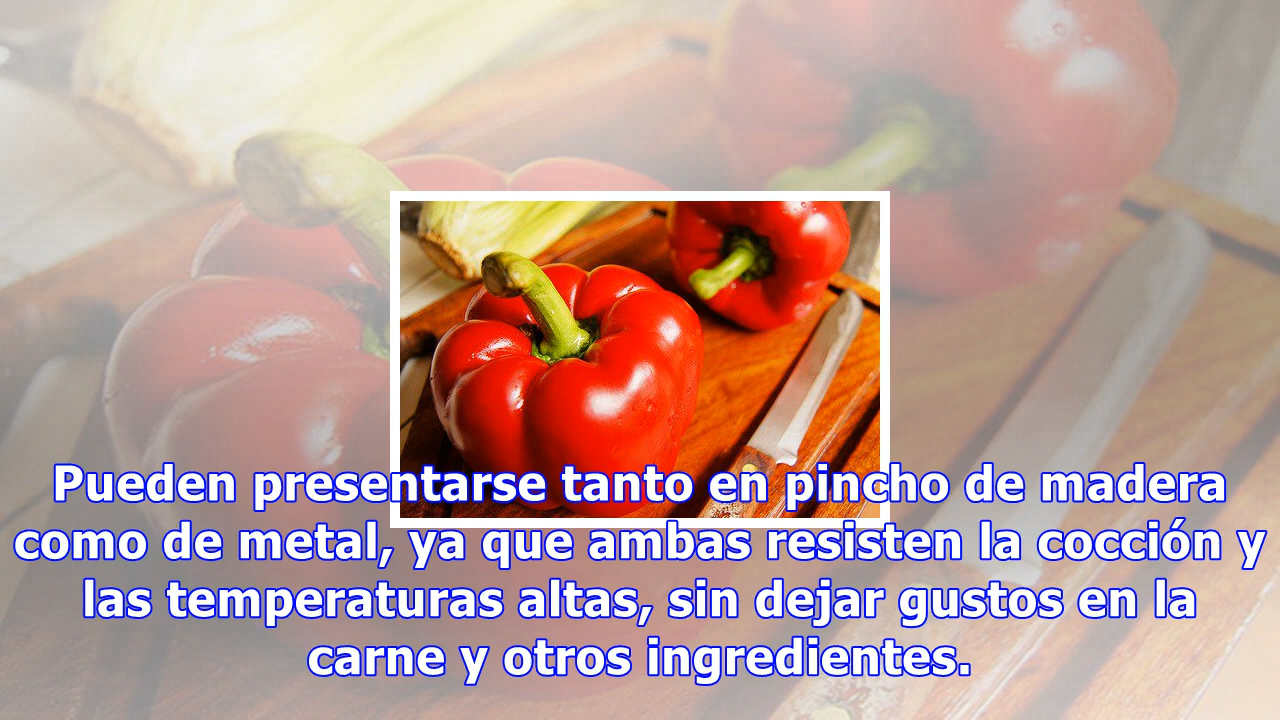 Pueden presentarse tanto en pincho de madera
como de metal, ya que ambas resisten la cocción y
las temperaturas altas, sin dejar gustos en la
carne y otros ingredientes.